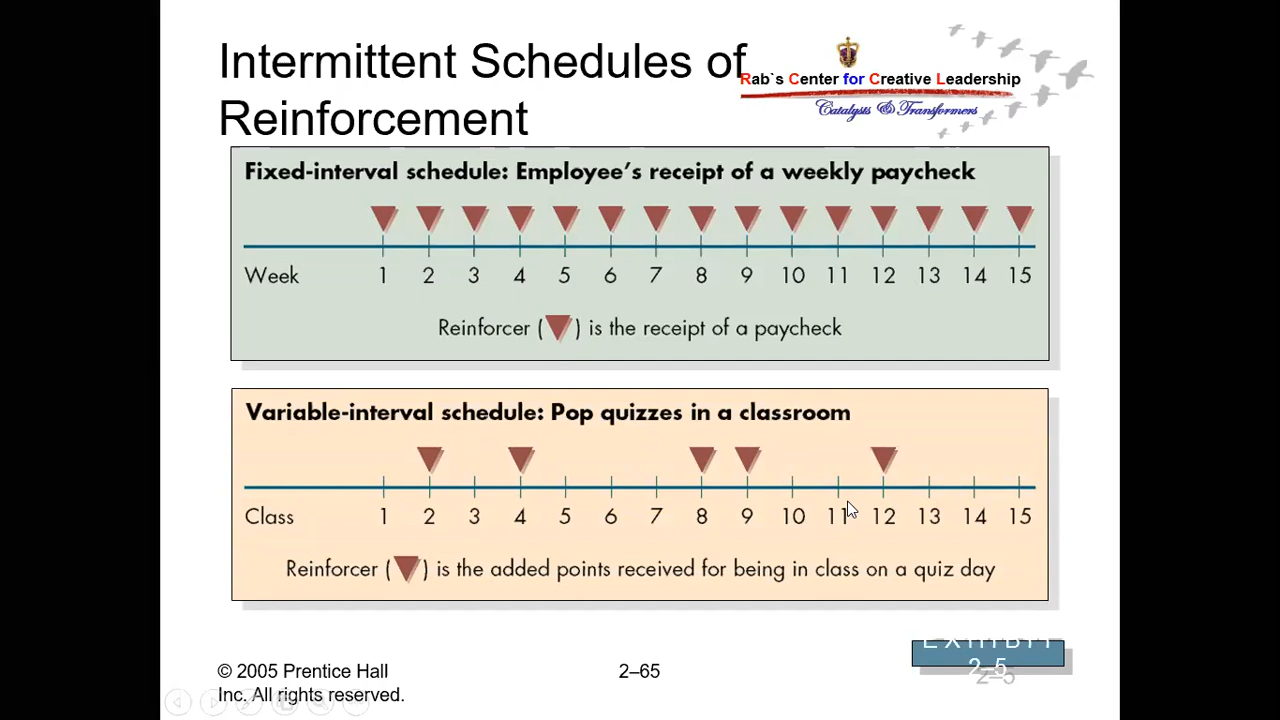 Intermittent Schedules of
Reinforcement
Rab`s Center for Creative Leadership
Catalysts & Transformers
Fixed-interval schedule: Employee's receipt of a weekly paycheck
Week 1 2 3 4 5 6 7 8 9 10 11 12 13 14 15
Reinforcer ( ) is the receipt of a paycheck
Variable-interval schedule: Pop quizzes in a classroom
Class 1 2 3 4 5 6 7 8 9 10 11 12 13 14 15
Reinforcer ( ) is the added points received for being in class on a quiz day
© 2005 Prentice Hall
Inc. All rights reserved.
2–65
EXHIBIT
2–5